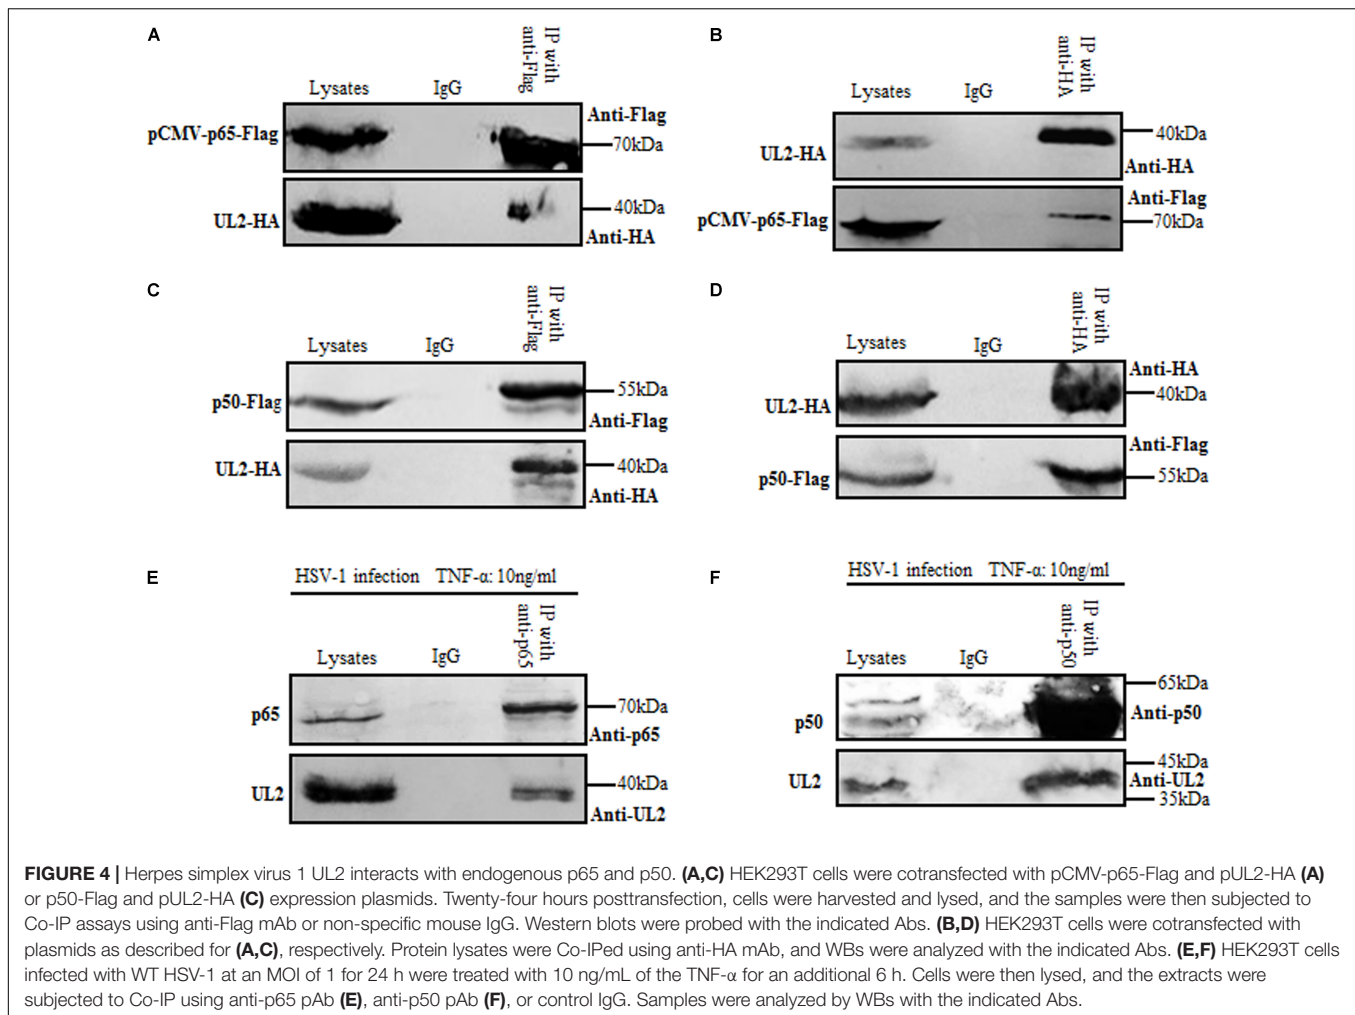 A
Lysates
IgG
IP with
anti-Flag
pCMV-p65-Flag
Anti-Flag
70kDa
UL2-HA
40kDa
Anti-HA
B
Lysates
IgG
IP with
anti-HA
UL2-HA
40kDa
Anti-HA
pCMV-p65-Flag
Anti-Flag
70kDa
C
Lysates
IgG
IP with
anti-Flag
p50-Flag
55kDa
Anti-Flag
UL2-HA
40kDa
Anti-HA
D
Lysates
IgG
IP with
anti-HA
UL2-HA
Anti-HA
40kDa
p50-Flag
Anti-Flag
55kDa
E
HSV-1 infection TNF-α: 10ng/ml
Lysates
IgG
IP with
anti-p65
p65
70kDa
Anti-p65
UL2
40kDa
Anti-UL2
F
HSV-1 infection TNF-α: 10ng/ml
Lysates
IgG
IP with
anti-p50
p50
65kDa
Anti-p50
UL2
45kDa
Anti-UL2
35kDa
FIGURE 4 | Herpes simplex virus 1 UL2 interacts with endogenous p65 and p50. (A,C) HEK293T cells were cotransfected with pCMV-p65-Flag and pUL2-HA (A)
or p50-Flag and pUL2-HA (C) expression plasmids. Twenty-four hours posttransfection, cells were harvested and lysed, and the samples were then subjected to
Co-IP assays using anti-Flag mAb or non-specific mouse IgG. Western blots were probed with the indicated Abs. (B,D) HEK293T cells were cotransfected with
plasmids as described for (A,C), respectively. Protein lysates were Co-IPed using anti-HA mAb, and WBs were analyzed with the indicated Abs. (E,F) HEK293T cells
infected with WT HSV-1 at an MOI of 1 for 24 h were treated with 10 ng/mL of the TNF-α for an additional 6 h. Cells were then lysed, and the extracts were
subjected to Co-IP using anti-p65 pAb (E), anti-p50 pAb (F), or control IgG. Samples were analyzed by WBs with the indicated Abs.